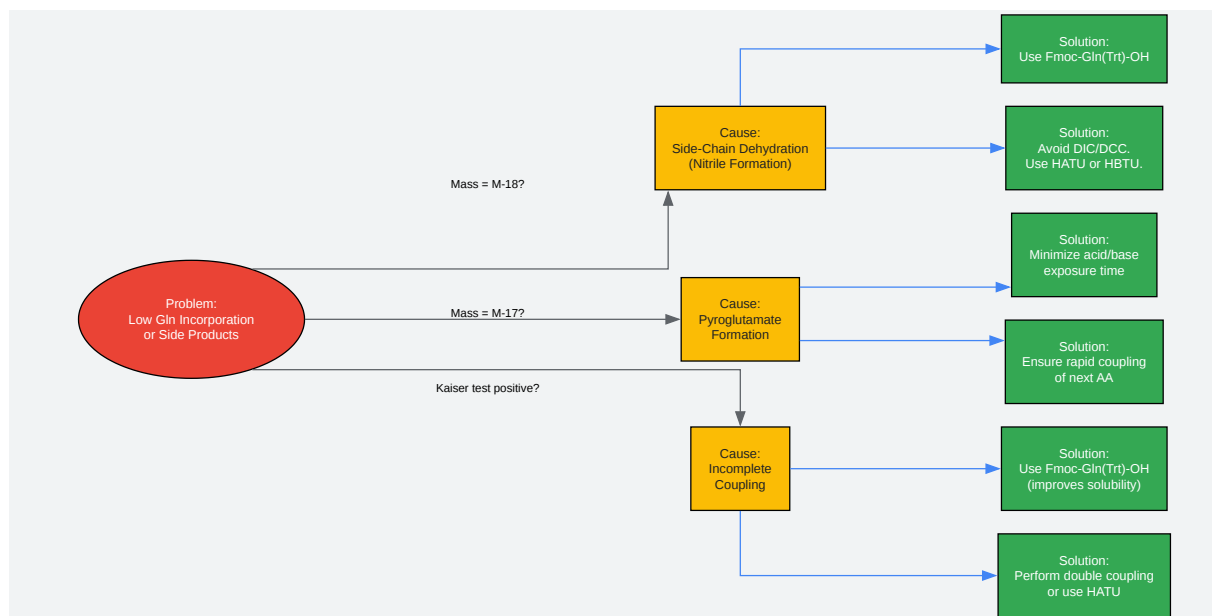 Solution:
Use Fmoc-Gln(Trt)-OH
Cause:
Side-Chain Dehydration
(Nitrile Formation)
Solution:
Avoid DIC/DCC.
Use HATU or HBTU.
Mass = M-18?
Solution:
Minimize acid/base
exposure time
Problem:
Low Gln Incorporation
or Side Products
Mass = M-17?
Cause:
Pyroglutamate
Formation
Solution:
Ensure rapid coupling
of next AA
Kaiser test positive?
Cause:
Incomplete
Coupling
Solution:
Use Fmoc-Gln(Trt)-OH
(improves solubility)
Solution:
Perform double coupling
or use HATU